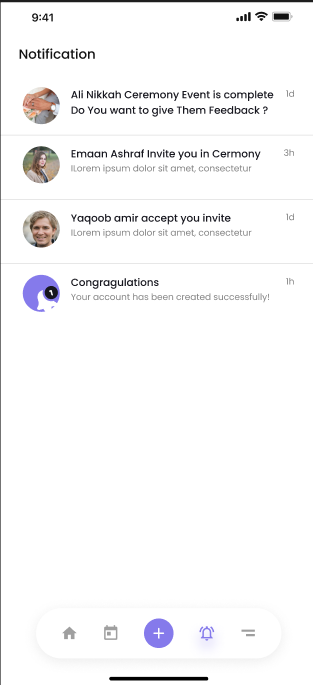 9:41
Notification
Ali Nikkah Ceremony Event is complete
1d
Do You want to give Them Feedback ?
Emaan Ashraf Invite you in Cermony
3h
lLorem ipsum dolor sit amet, consectetur
Yaqoob amir accept you invite
1d
lLorem ipsum dolor sit amet, consectetur
Congragulations
1h
1
Your account has been created successfully!